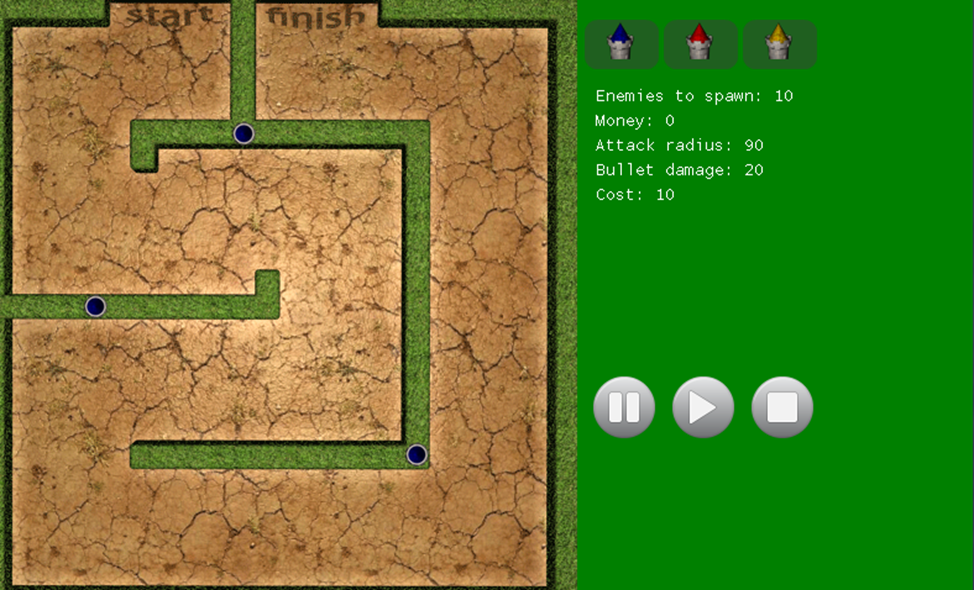 start finish
Enemies to spawn: 10
Money: 0
Attack radius: 90
Bullet damage: 20
Cost: 10